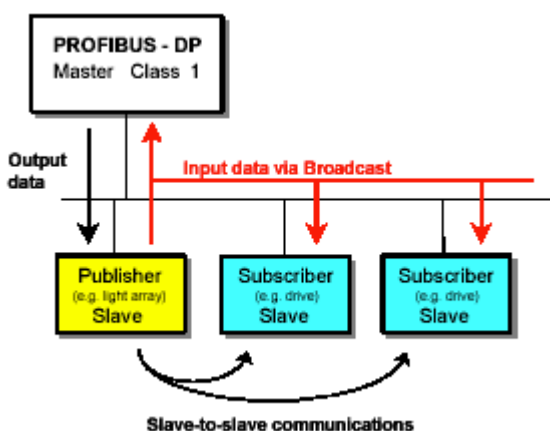 PROFIBUS - DP
Master Class 1
Output
data
Input data via Broadcast
Publisher
(e.g. light array)
Slave
Subscriber
(e.g. drive)
Slave
Subscriber
(e.g. drive)
Slave
Slave-to-slave communications